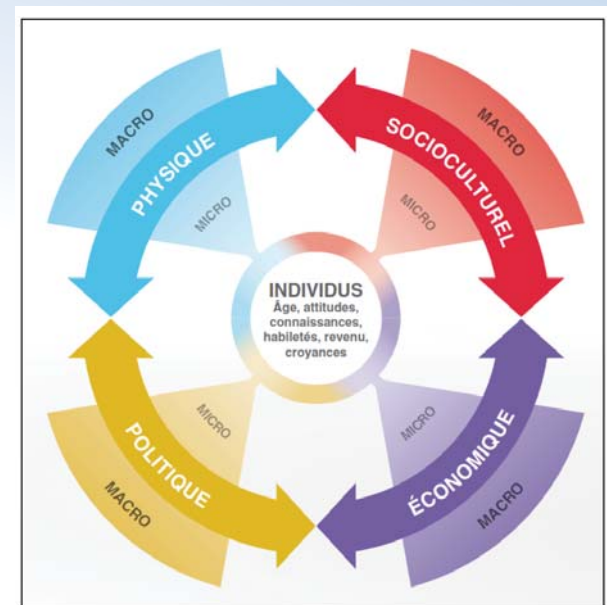 MACRO
PHYSIQUE
MICRO
MACRO
SOCIOCULTUREL
MICRO
INDIVIDUS
Âge, attitudes,
connaissances,
habiletés, revenu,
croyances
MICRO
POLITIQUE
MACRO
MICRO
ÉCONOMIQUE
MACRO